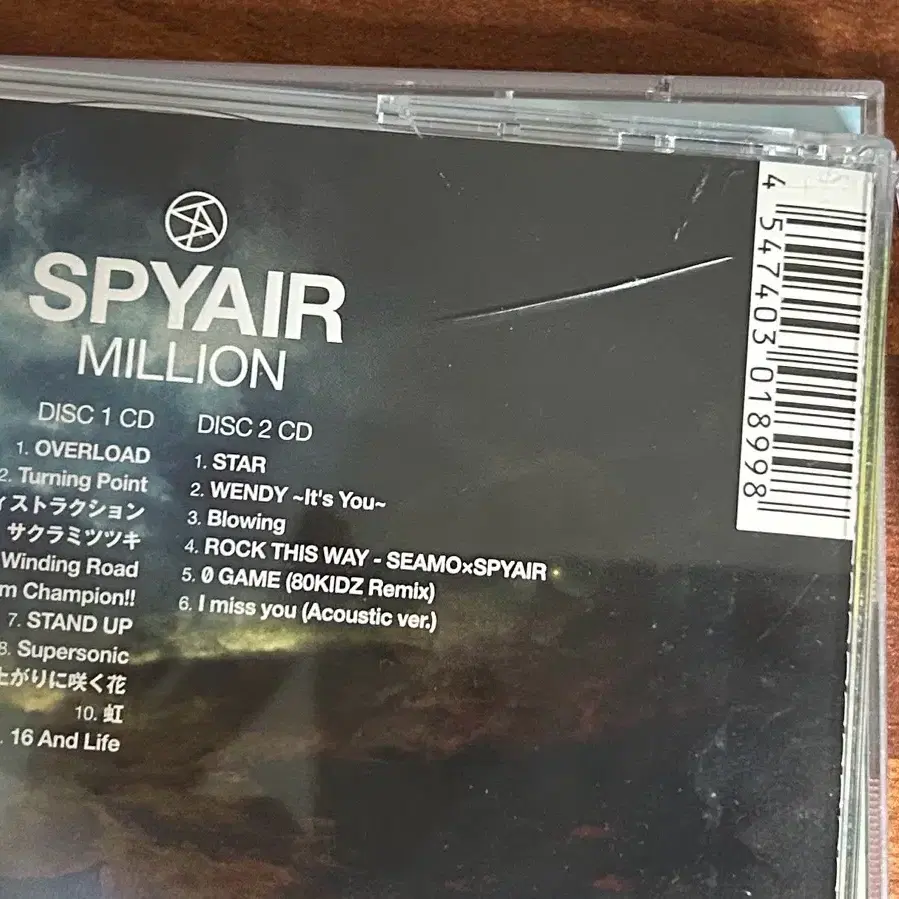 SPYAIR
MILLION
DISC 1 CD
1. OVERLOAD
2. Turning Point
ィストラクション
サクラミツツキ
Winding Road
m Champion!!
7. STAND UP
8. Supersonic
上がりに咲く花
10. 虹
. 16 And Life
DISC 2 CD
1. STAR
2. WENDY ~It's You~
3. Blowing
4. ROCK THIS WAY - SEAMO×SPYAIR
5. 0 GAME (80KIDZ Remix)
6. I miss you (Acoustic ver.)
4 547403 018998